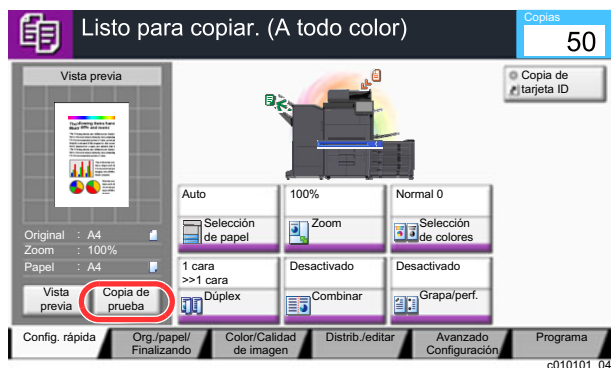 Listo para copiar. (A todo color)
Copias
50
Vista previa
Copia de
tarjeta ID
Original : A4
Zoom : 100%
Papel : A4
Vista
previa
Copia de
prueba
Auto
Selección
de papel
100%
Zoom
Normal 0
Selección
de colores
1 cara
>>1 cara
Dúplex
Desactivado
Combinar
Desactivado
Grapa/perf.
Config. rápida
Org./papel/
Finalizando
Color/Calidad
de imagen
Distrib./editar
Avanzado
Configuración
Programa
c010101_04